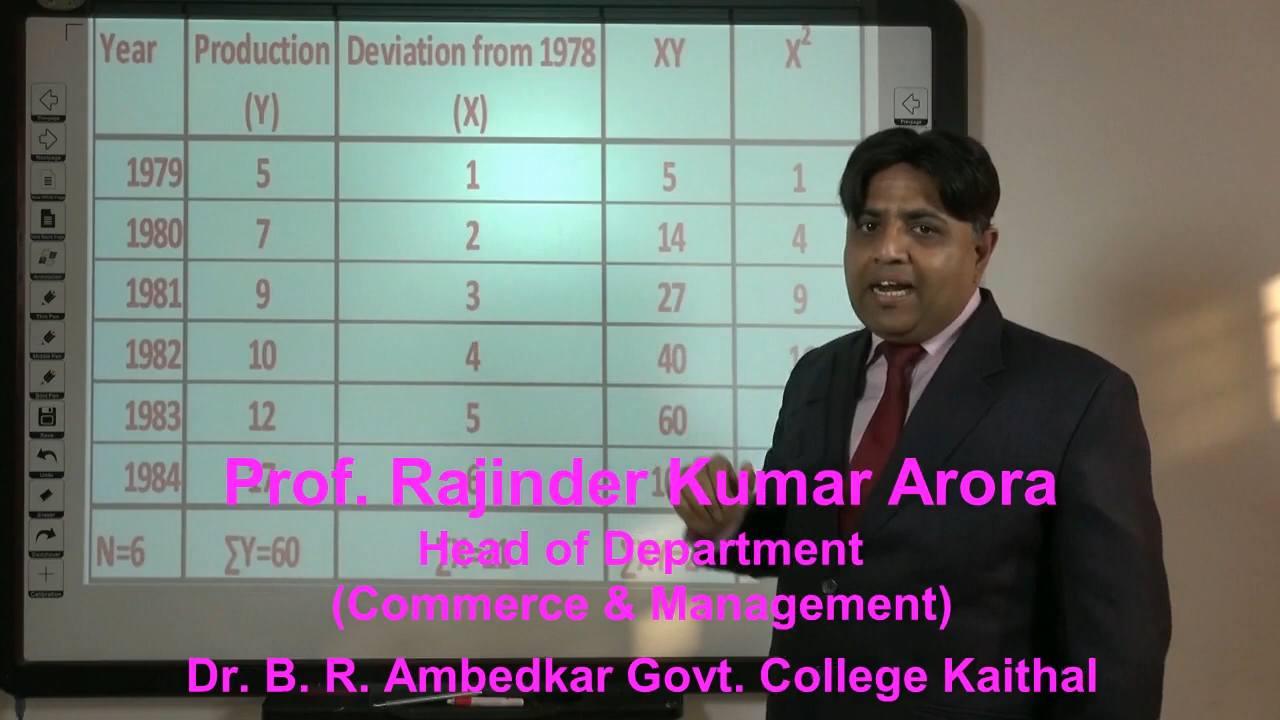 Year Production Deviation from 1978 XY X²
(Y) (X)
1979 5 1 5 1
1980 7 2 14 4
1981 9 3 27 9
1982 10 4 40
1983 12 5 60
1984
Prof. Rajinder Kumar Arora
N=6 ∑Y=60
Head of Department
(Commerce & Management)
Dr. B. R. Ambedkar Govt. College Kaithal